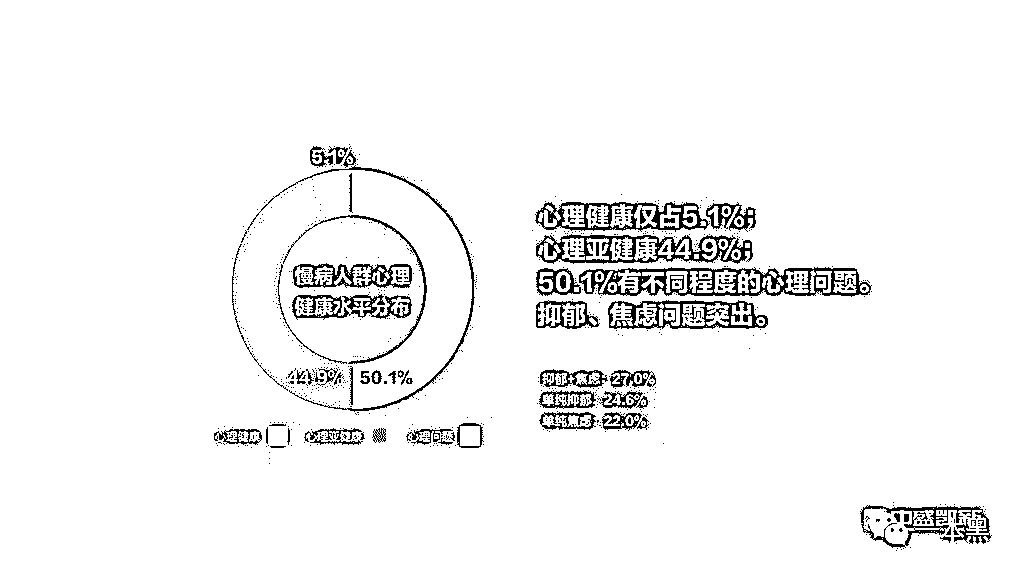 5.1%
慢病人群心理
健康水平分布
44.9%
50.1%
心理健康
心理亚健康
心理问题
心理健康仅占5.1%;
心理亚健康44.9%;
50.1%有不同程度的心理问题。
抑郁、焦虑问题突出。
抑郁+焦虑: 27.0%
单纯抑郁: 24.6%
单纯焦虑: 22.0%